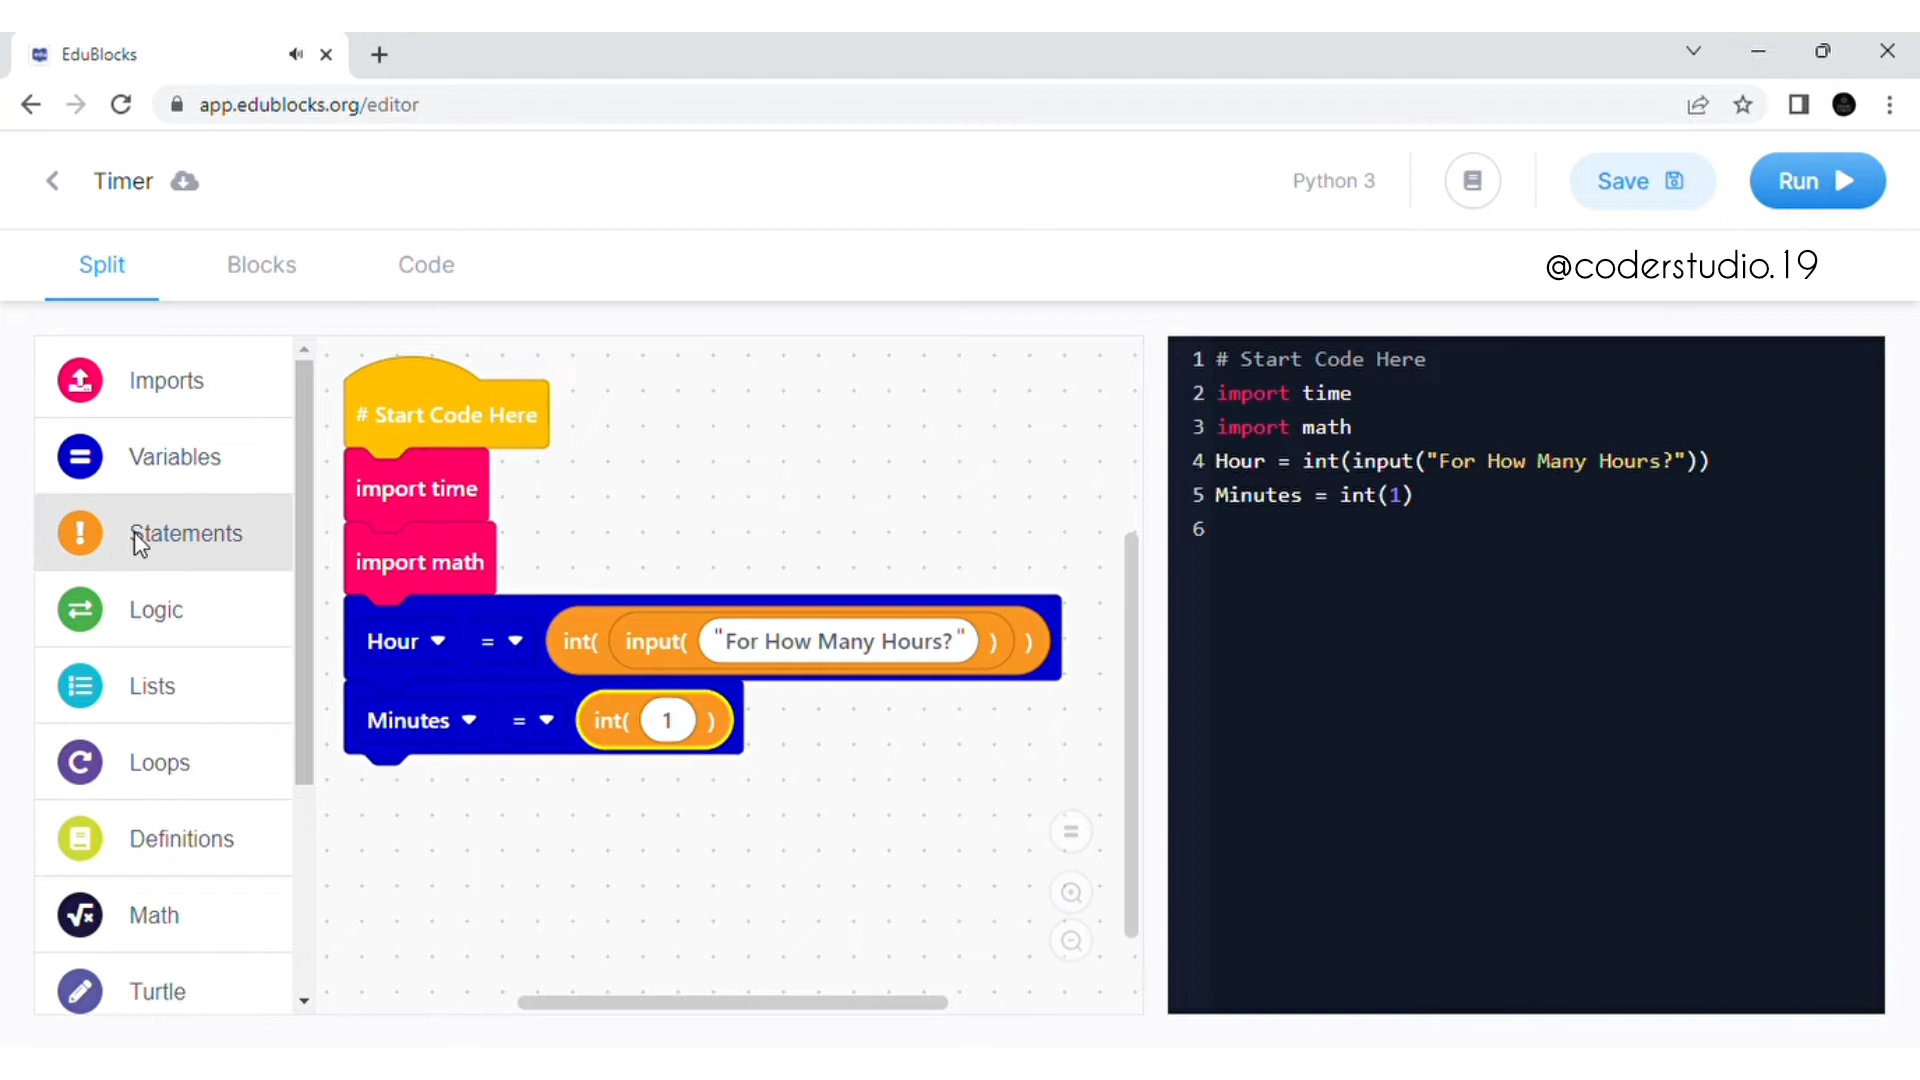 EduBlocks
app.edublocks.org/editor
Timer
Python 3
Save
Run
Split
Blocks
Code
@coderstudio.19
Imports
Variables
Statements
Logic
Lists
Loops
Definitions
Math
Turtle
# Start Code Here
import time
import math
Hour = int( input( "For How Many Hours?" ) )
Minutes = int( 1 )
1 # Start Code Here
2 import time
3 import math
4 Hour = int(input("For How Many Hours?"))
5 Minutes = int(1)
6